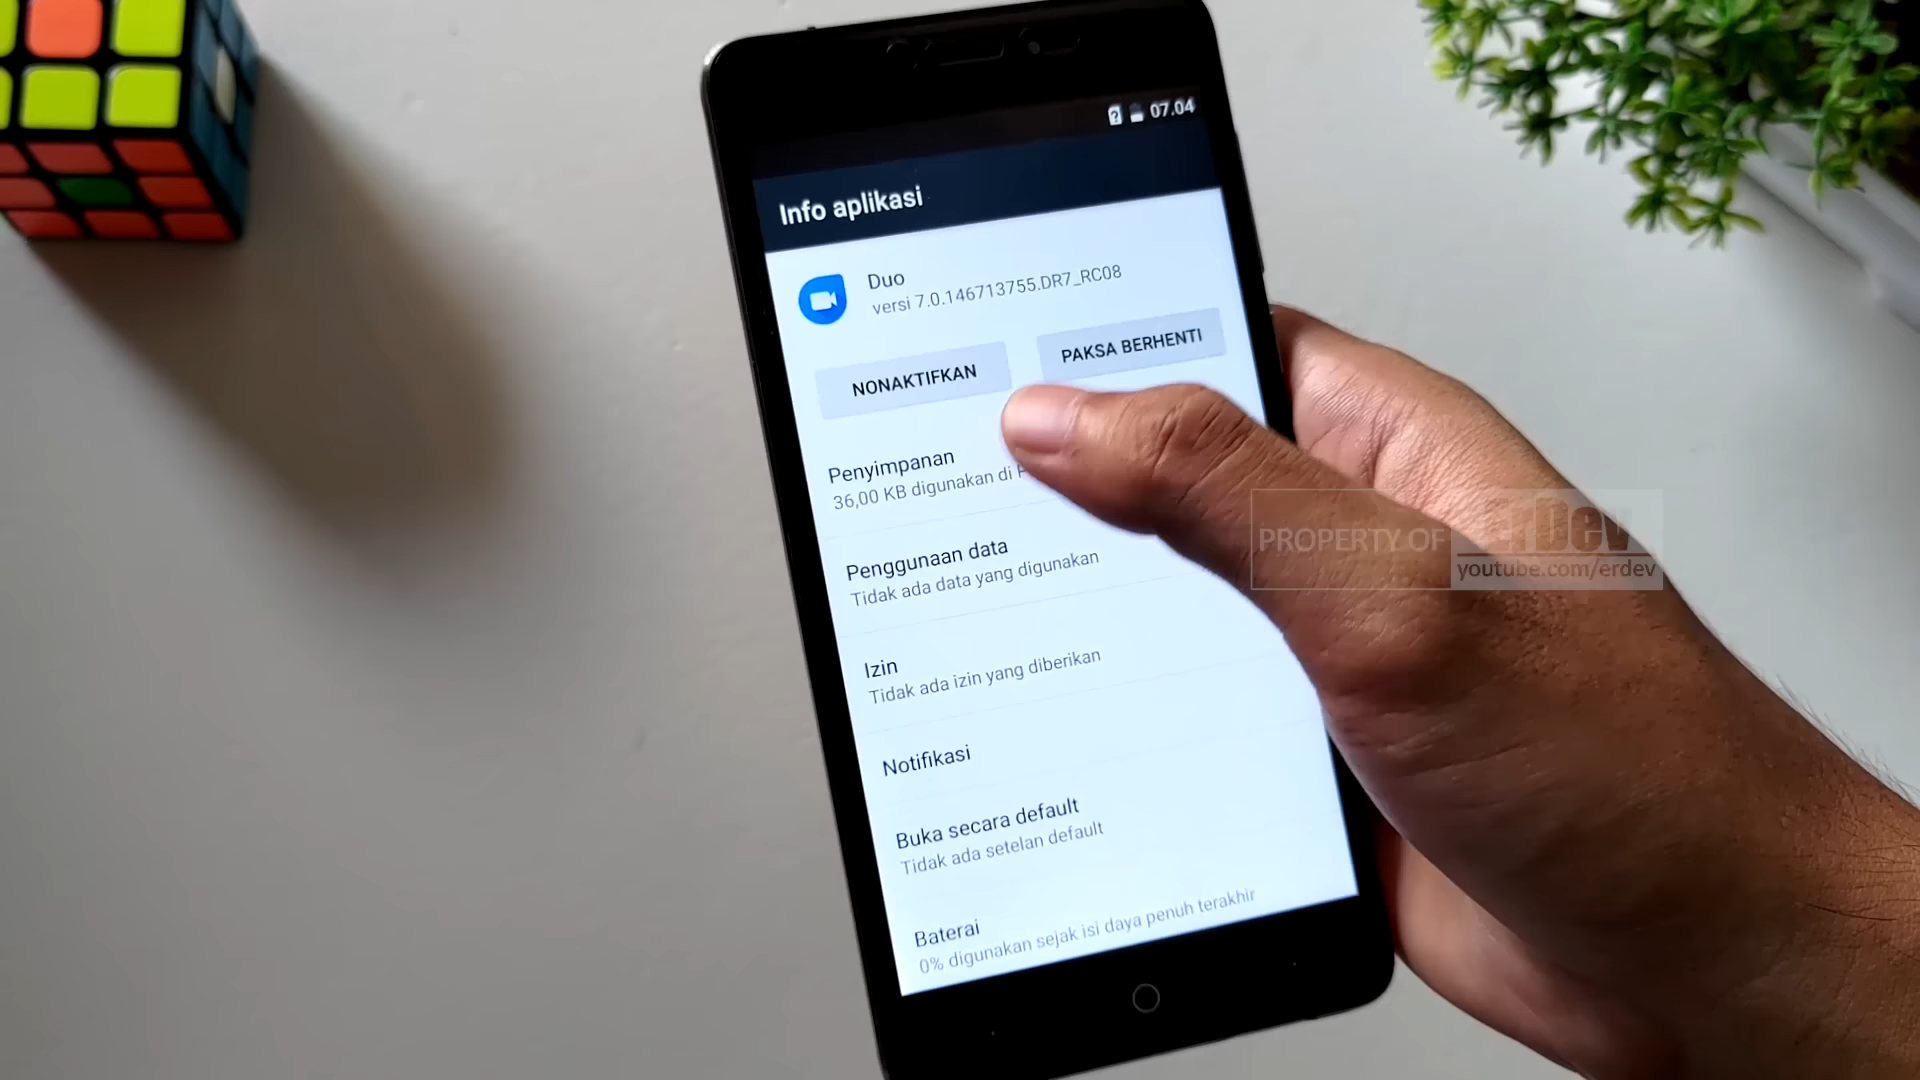 07.04
Info aplikasi
Duo
versi 7.0.146713755.DR7_RC08
NONAKTIFKAN
PAKSA BERHENTI
Penyimpanan
36,00 KB digunakan di
Penggunaan data
Tidak ada data yang digunakan
Izin
Tidak ada izin yang diberikan
Notifikasi
Buka secara default
Tidak ada setelan default
Baterai
0% digunakan sejak isi daya penuh terakhir
PROPERTY OF ErDev
youtube.com/erdev